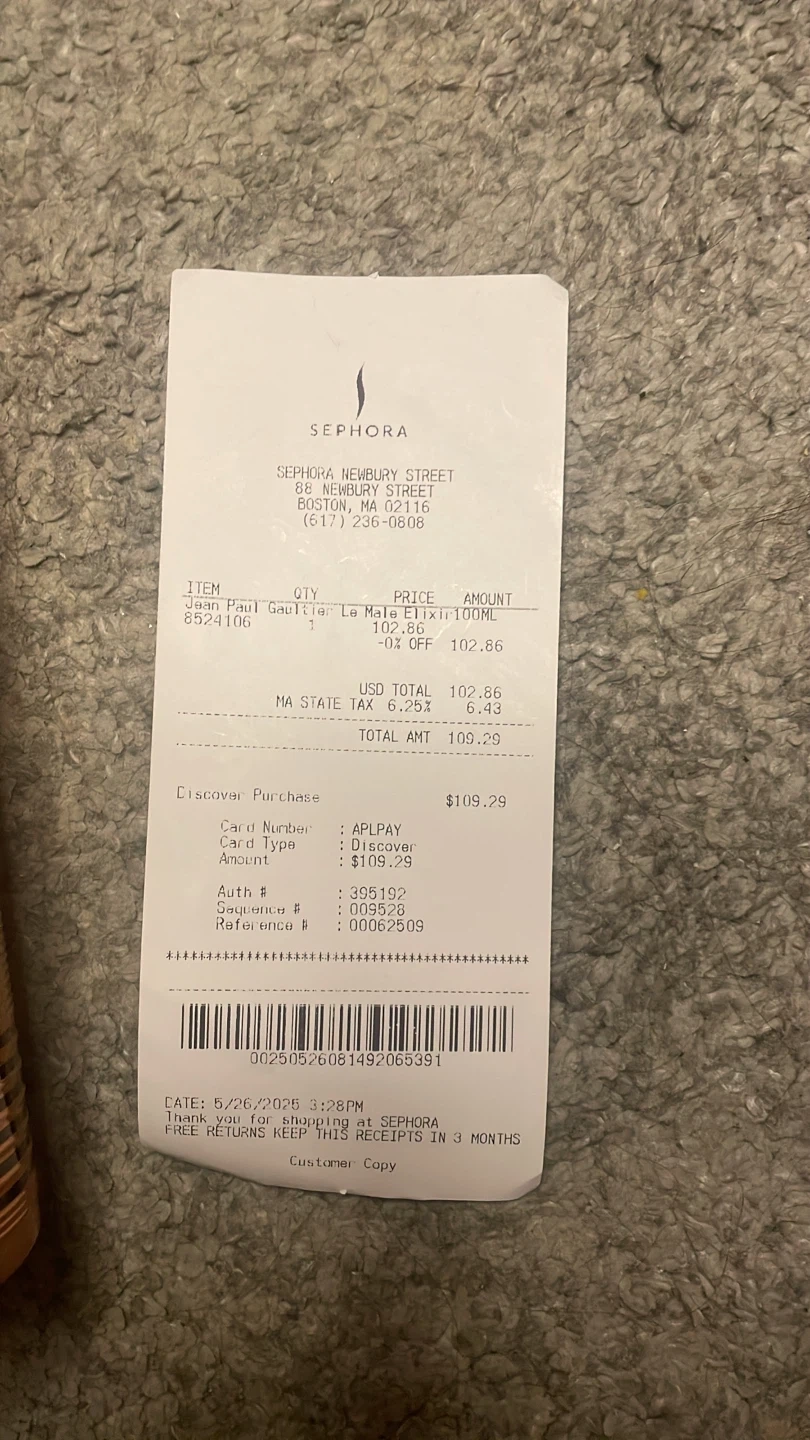 SEPHORA
SEPHORA NEWBURY STREET
88 NEWBURY STREET
BOSTON, MA 02116
(617) 236-0808
ITEM QTY PRICE AMOUNT
Jean Paul Gaultier Le Male Elixir100ML
8524106 1 102.86
-0% OFF 102.86
USD TOTAL 102.86
MA STATE TAX 6.25% 6.43
TOTAL AMT 109.29
Discover Purchase $109.29
Card Number : APLPAY
Card Type : Discover
Amount : $109.29
Auth # : 395192
Sequence # : 009528
Reference # : 00062509
********************************************
00250526081492065391
DATE: 5/26/2025 3:28PM
Thank you for shopping at SEPHORA
FREE RETURNS KEEP THIS RECEIPTS IN 3 MONTHS
Customer Copy